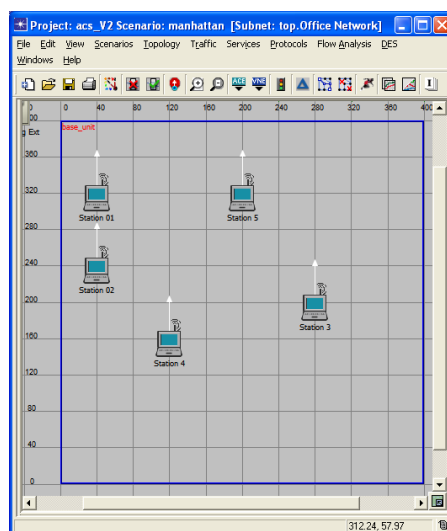 Project: acs_V2 Scenario: manhattan [Subnet: top.Office Network]
File Edit View Scenarios Topology Traffic Services Protocols Flow Analysis DES
Windows Help
ACE VNE
0 40 80 120 160 200 240 280 320 360 400
g Ext
base_unit
360
320
Station 01 Station 5
280
240
Station 02
200
Station 3
160
Station 4
120
80
40
0
312.24, 57.97